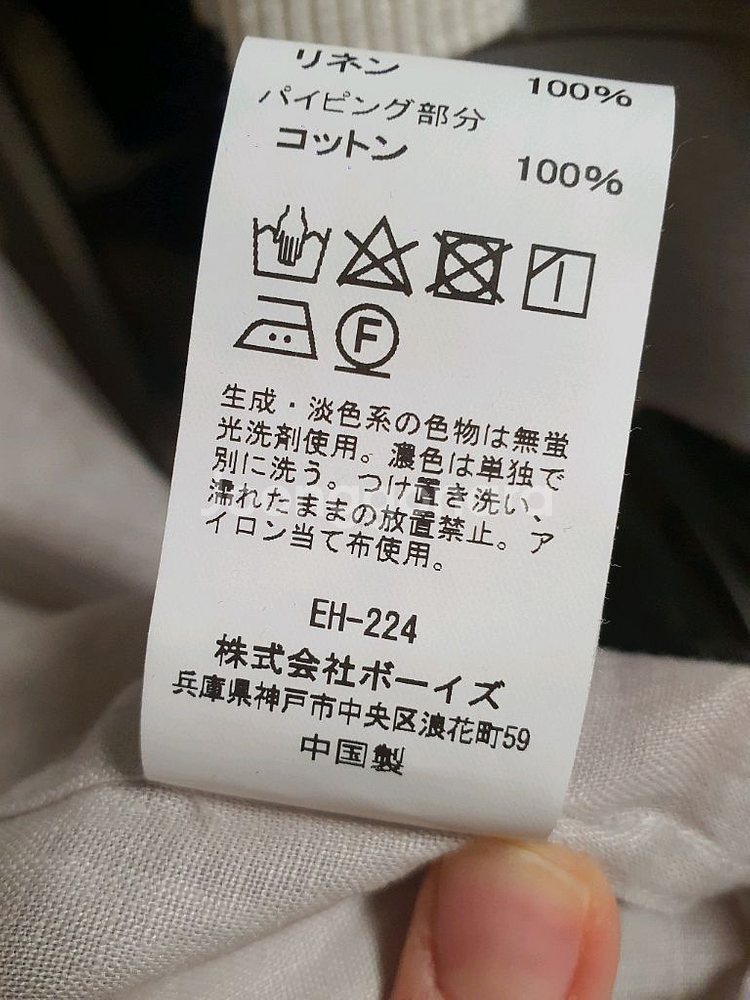 リネン 100%
パイピング部分
コットン 100%
F
生成・淡色系の色物は無蛍
光洗剤使用。濃色は単独で
別に洗う。つけ置き洗い、
濡れたままの放置禁止。ア
イロン当て布使用。
EH-224
株式会社ボーイズ
兵庫県神戸市中央区浪花町59
中国製